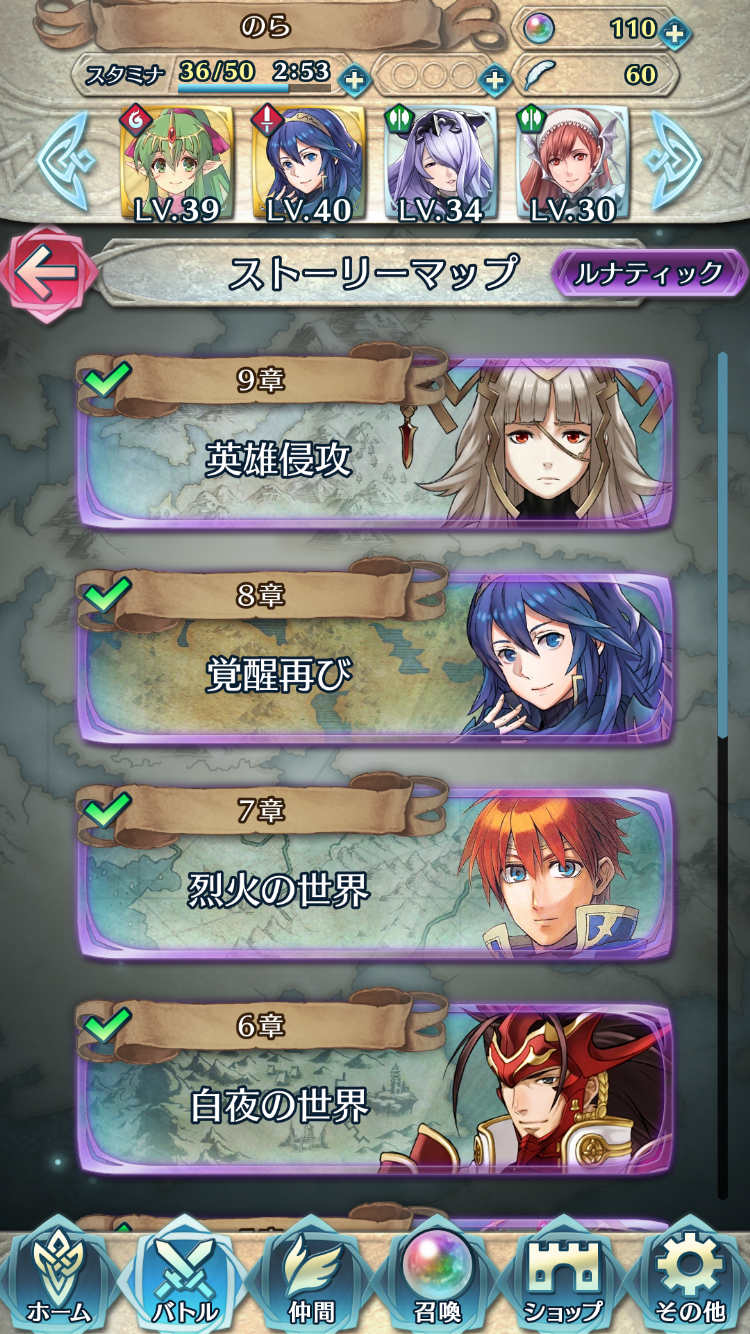 のら
110
スタミナ 36/50 2:53
60
LV.39 LV.40 LV.34 LV.30
ストーリーマップ
ルナティック
9章
英雄侵攻
8章
覚醒再び
7章
烈火の世界
6章
白夜の世界
ホーム バトル 仲間 召喚 ショップ その他